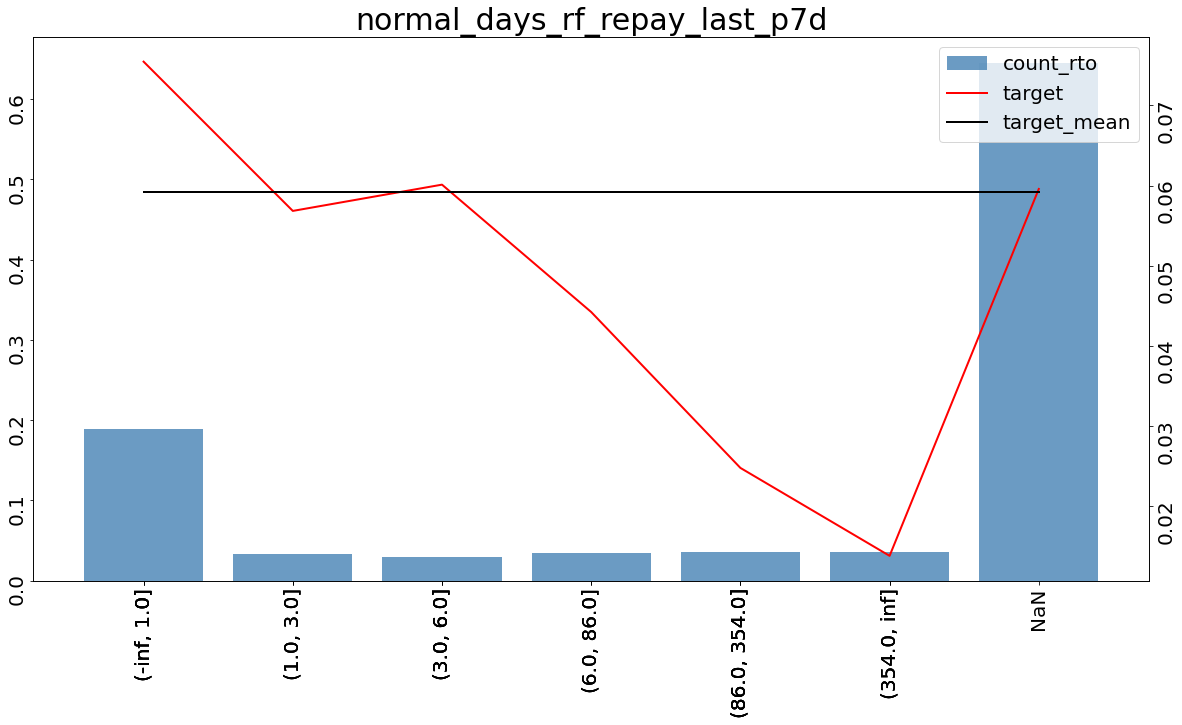 normal_days_rf_repay_last_p7d
count_rto
target
target_mean
0.6
0.5
0.4
0.3
0.2
0.1
0.0
0.07
0.06
0.05
0.04
0.03
0.02
(-inf, 1.0]
(1.0, 3.0]
(3.0, 6.0]
(6.0, 86.0]
(86.0, 354.0]
(354.0, inf]
NaN